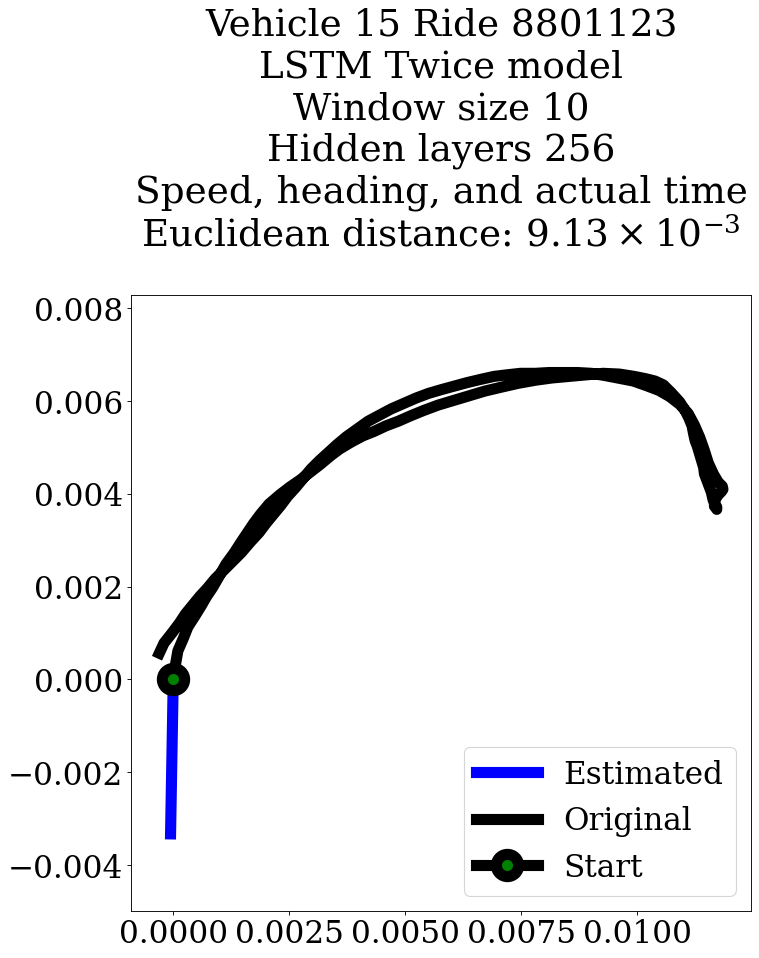 Vehicle 15 Ride 8801123
LSTM Twice model
Window size 10
Hidden layers 256
Speed, heading, and actual time
Euclidean distance: 9.13 × 10⁻³
0.008
0.006
0.004
0.002
0.000
−0.002
−0.004
Estimated
Original
Start
0.0000 0.0025 0.0050 0.0075 0.0100